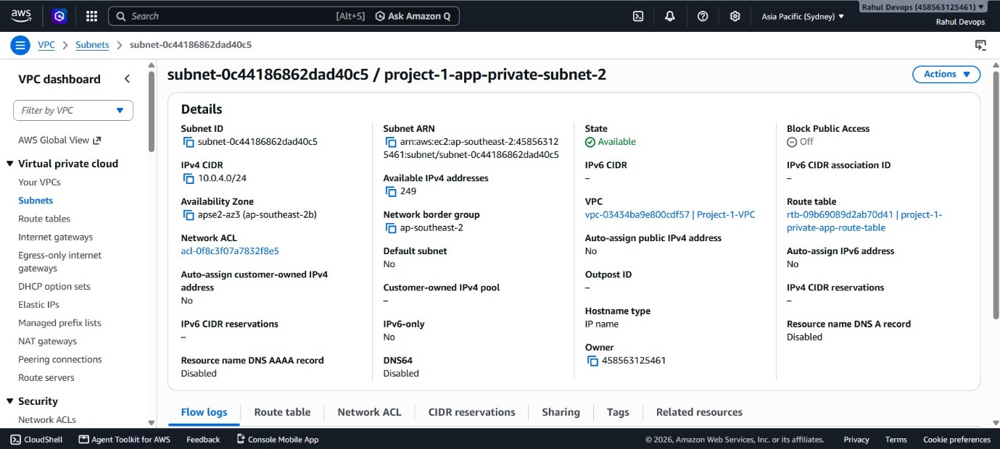 aws
Search [Alt+S] Ask Amazon Q
Asia Pacific (Sydney)
Rahul Devops (458563125461)
Rahul Devops
VPC
Subnets
subnet-0c44186862dad40c5
VPC dashboard
Filter by VPC
AWS Global View
Virtual private cloud
Your VPCs
Subnets
Route tables
Internet gateways
Egress-only internet
gateways
DHCP option sets
Elastic IPs
Managed prefix lists
NAT gateways
Peering connections
Route servers
Security
Network ACLs
subnet-0c44186862dad40c5 / project-1-app-private-subnet-2
Actions
Details
Subnet ID
subnet-0c44186862dad40c5
IPv4 CIDR
10.0.4.0/24
Availability Zone
apse2-az3 (ap-southeast-2b)
Network ACL
acl-0f8c3f07a7832f8e5
Auto-assign customer-owned IPv4
address
No
IPv6 CIDR reservations
–
Resource name DNS AAAA record
Disabled
Subnet ARN
arn:aws:ec2:ap-southeast-2:45856312
5461:subnet/subnet-0c44186862dad40c5
Available IPv4 addresses
249
Network border group
ap-southeast-2
Default subnet
No
Customer-owned IPv4 pool
–
IPv6-only
No
DNS64
Disabled
State
Available
IPv6 CIDR
–
VPC
vpc-03434ba9e800cdf57 | Project-1-VPC
Auto-assign public IPv4 address
No
Outpost ID
–
Hostname type
IP name
Owner
458563125461
Block Public Access
Off
IPv6 CIDR association ID
–
Route table
rtb-09b69089d2ab70d41 | project-1-
private-app-route-table
Auto-assign IPv6 address
No
IPv4 CIDR reservations
–
Resource name DNS A record
Disabled
Flow logs
Route table
Network ACL
CIDR reservations
Sharing
Tags
Related resources
CloudShell
Agent Toolkit for AWS
Feedback
Console Mobile App
© 2026, Amazon Web Services, Inc. or its affiliates.
Privacy
Terms
Cookie preferences